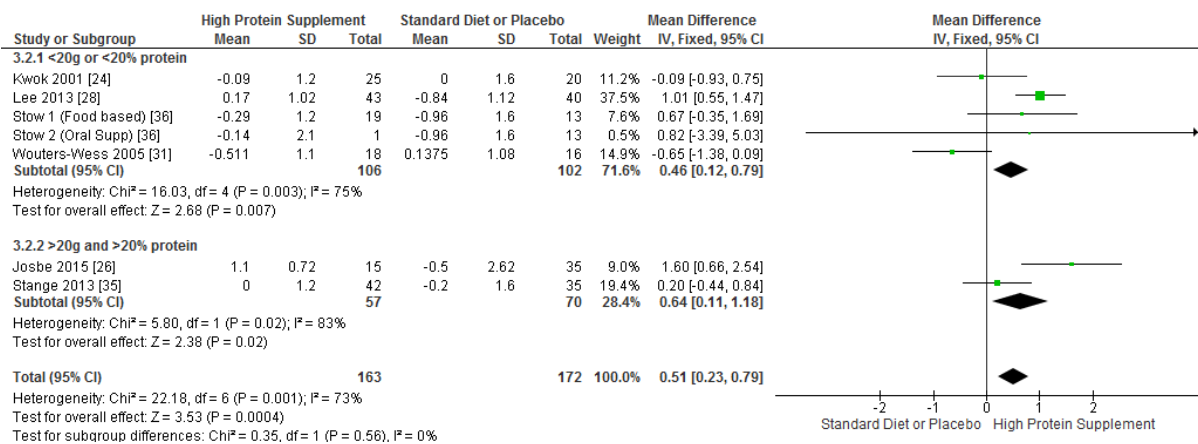 High Protein Supplement Standard Diet or Placebo Mean Difference Mean Difference
Study or Subgroup Mean SD Total Mean SD Total Weight IV, Fixed, 95% CI IV, Fixed, 95% CI
3.2.1 <20g or <20% protein
Kwok 2001 [24] -0.09 1.2 25 0 1.6 20 11.2% -0.09 [-0.93, 0.75]
Lee 2013 [28] 0.17 1.02 43 -0.84 1.12 40 37.5% 1.01 [0.55, 1.47]
Stow 1 (Food based) [36] -0.29 1.2 19 -0.96 1.6 13 7.6% 0.67 [-0.35, 1.69]
Stow 2 (Oral Supp) [36] -0.14 2.1 1 -0.96 1.6 13 0.5% 0.82 [-3.39, 5.03]
Wouters-Wess 2005 [31] -0.511 1.1 18 0.1375 1.08 16 14.9% -0.65 [-1.38, 0.09]
Subtotal (95% CI) 106 102 71.6% 0.46 [0.12, 0.79]
Heterogeneity: Chi² = 16.03, df = 4 (P = 0.003); I² = 75%
Test for overall effect: Z = 2.68 (P = 0.007)
3.2.2 >20g and >20% protein
Josbe 2015 [26] 1.1 0.72 15 -0.5 2.62 35 9.0% 1.60 [0.66, 2.54]
Stange 2013 [35] 0 1.2 42 -0.2 1.6 35 19.4% 0.20 [-0.44, 0.84]
Subtotal (95% CI) 57 70 28.4% 0.64 [0.11, 1.18]
Heterogeneity: Chi² = 5.80, df = 1 (P = 0.02); I² = 83%
Test for overall effect: Z = 2.38 (P = 0.02)
Total (95% CI) 163 172 100.0% 0.51 [0.23, 0.79]
Heterogeneity: Chi² = 22.18, df = 6 (P = 0.001); I² = 73%
Test for overall effect: Z = 3.53 (P = 0.0004)
Test for subgroup differences: Chi² = 0.35, df = 1 (P = 0.56), I² = 0%
-2 -1 0 1 2
Standard Diet or Placebo High Protein Supplement